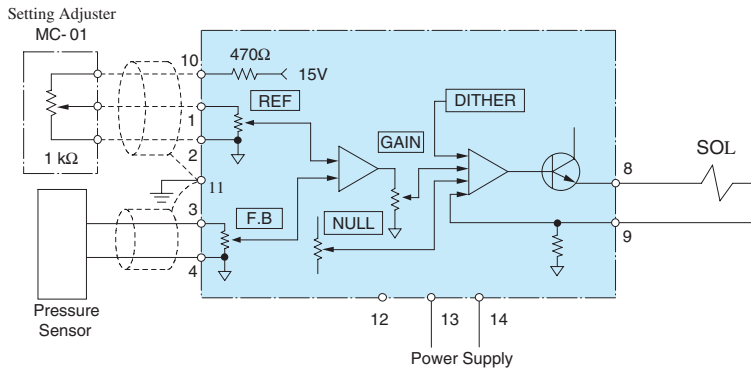 Setting Adjuster
MC-01
10
470Ω
15V
REF
DITHER
1
GAIN
SOL
1 kΩ
2
8
11
3
F.B
NULL
9
4
Pressure
Sensor
12
13
14
Power Supply